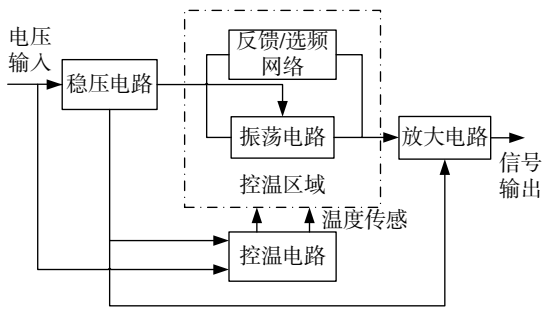 电压
输入
稳压电路
反馈/选频
网络
振荡电路
控温区域
放大电路
信号
输出
温度传感
控温电路